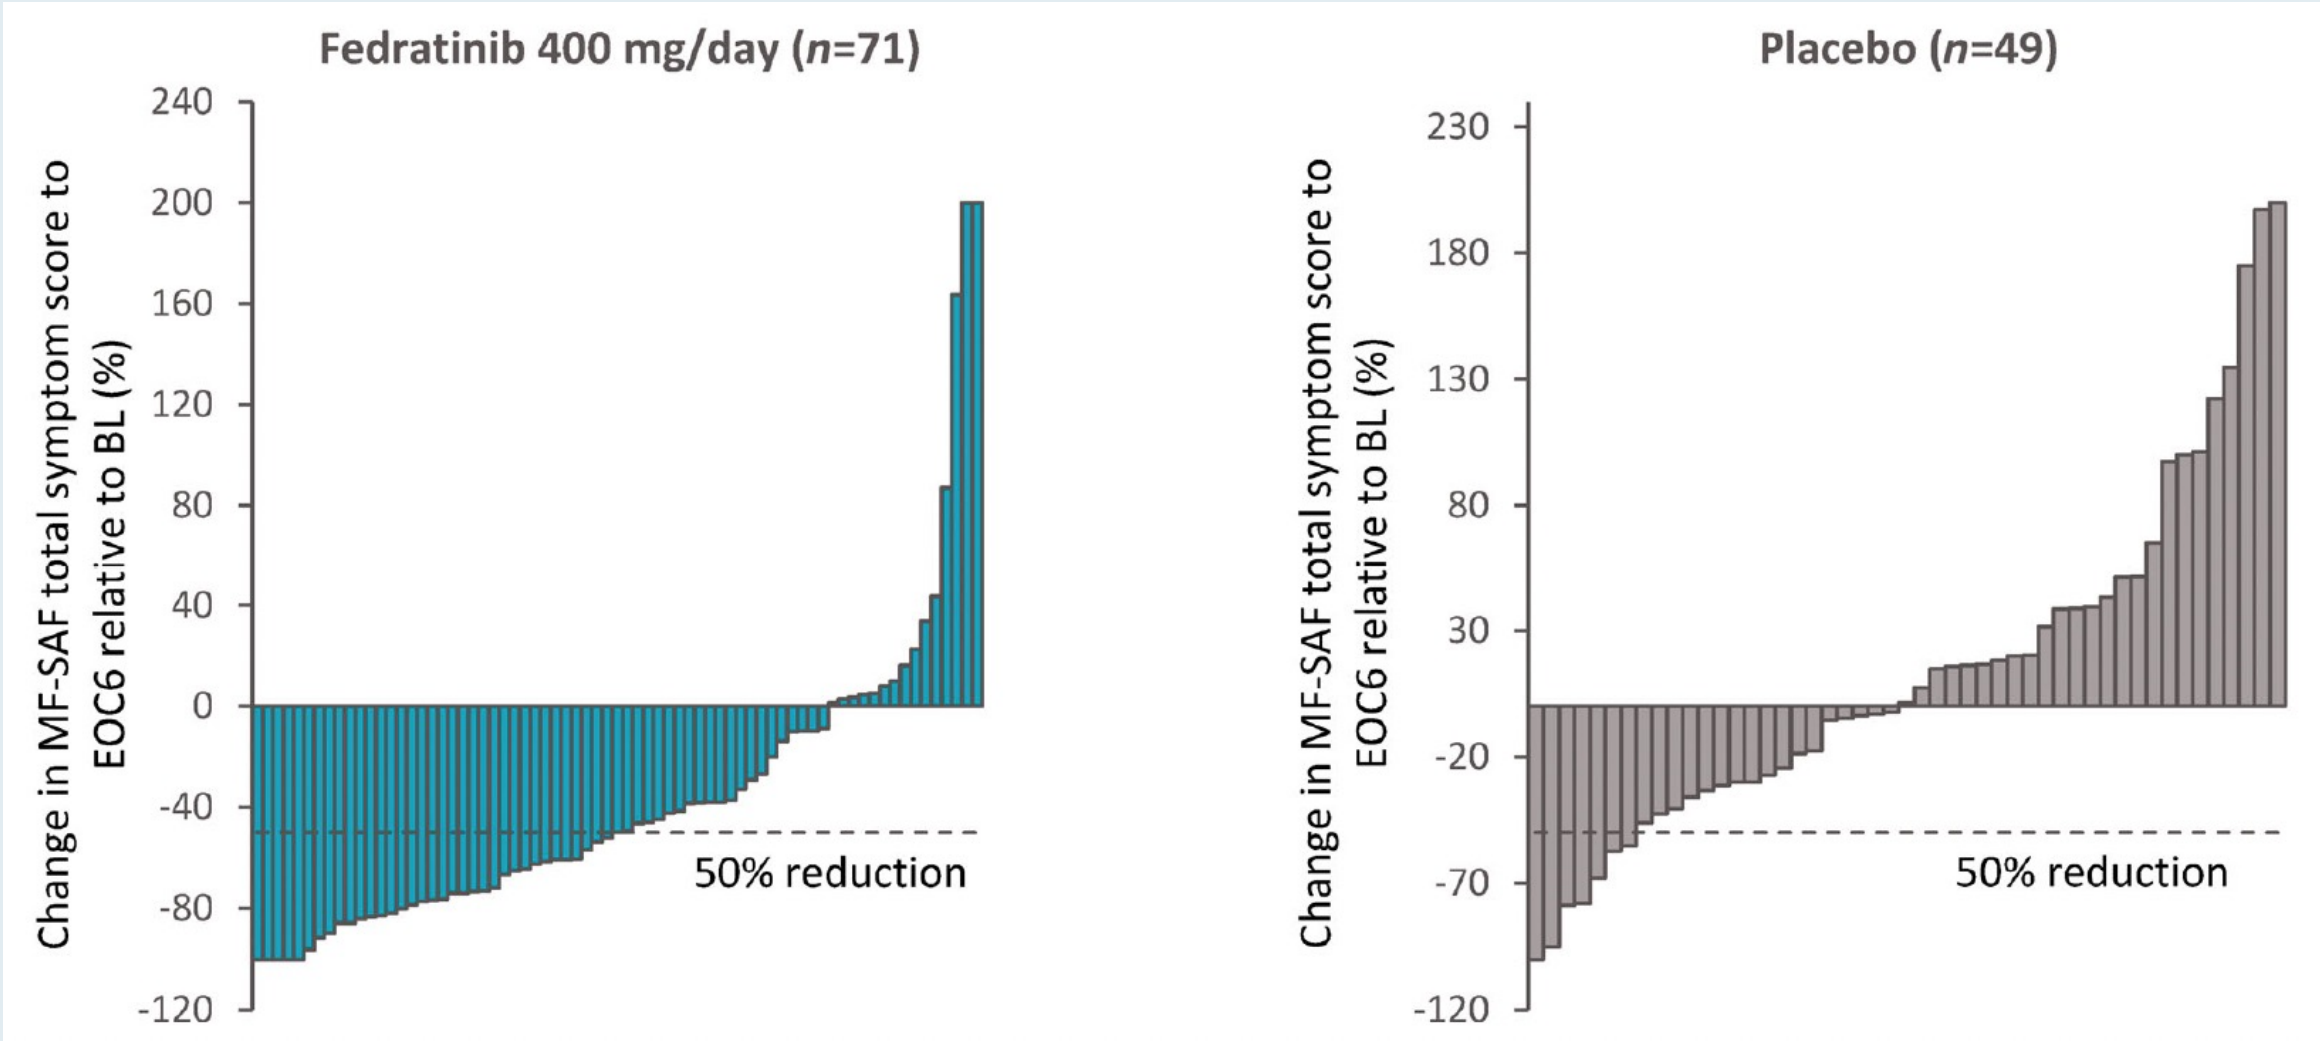 Fedratinib 400 mg/day (n=71)
Change in MF-SAF total symptom score to
EOC6 relative to BL (%)
240
200
160
120
80
40
0
-40
-80
-120
50% reduction
Placebo (n=49)
Change in MF-SAF total symptom score to
EOC6 relative to BL (%)
230
180
130
80
30
-20
-70
-120
50% reduction